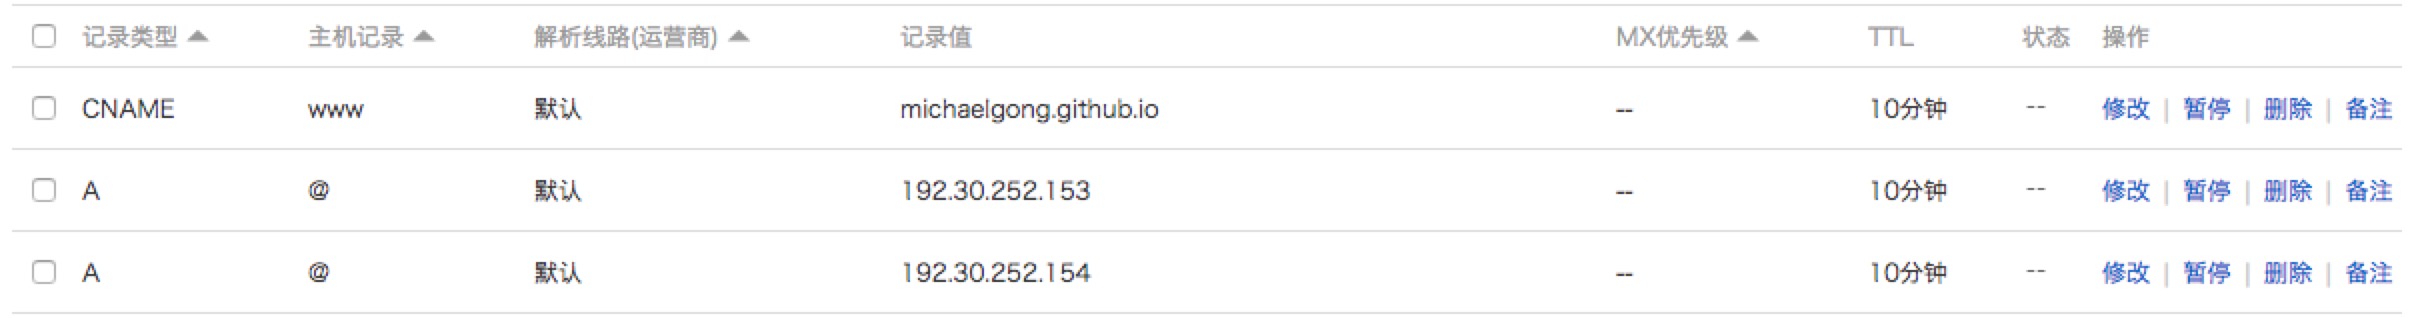 记录类型 主机记录 解析线路(运营商) 记录值 MX优先级 TTL 状态 操作
CNAME www 默认 michaelgong.github.io -- 10分钟 -- 修改 | 暂停 | 删除 | 备注
A @ 默认 192.30.252.153 -- 10分钟 -- 修改 | 暂停 | 删除 | 备注
A @ 默认 192.30.252.154 -- 10分钟 -- 修改 | 暂停 | 删除 | 备注